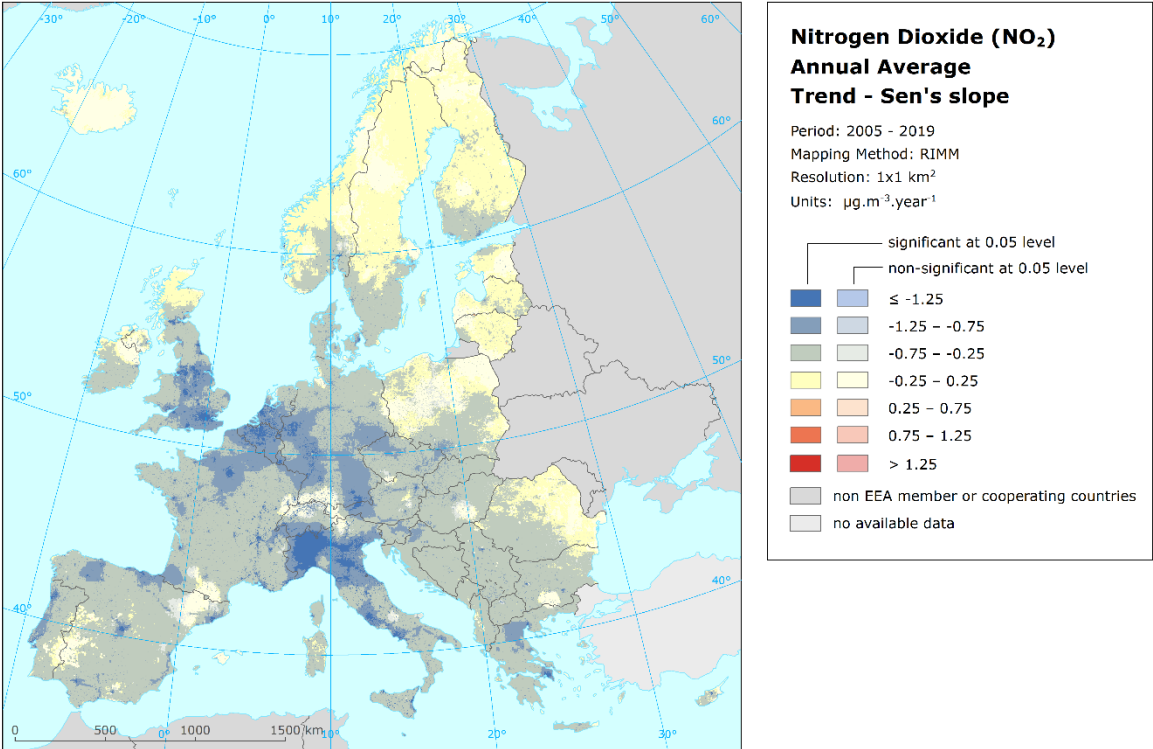 -30°
-20°
-10°
0°
10°
20°
30°
40°
50°
60°
60°
60°
50°
50°
40°
40°
0
500
1000
1500 km
0°
10°
20°
30°
Nitrogen Dioxide (NO₂)
Annual Average
Trend - Sen's slope
Period: 2005 - 2019
Mapping Method: RIMM
Resolution: 1x1 km²
Units: µg.m⁻³.year⁻¹
significant at 0.05 level
non-significant at 0.05 level
≤ -1.25
-1.25 – -0.75
-0.75 – -0.25
-0.25 – 0.25
0.25 – 0.75
0.75 – 1.25
> 1.25
non EEA member or cooperating countries
no available data